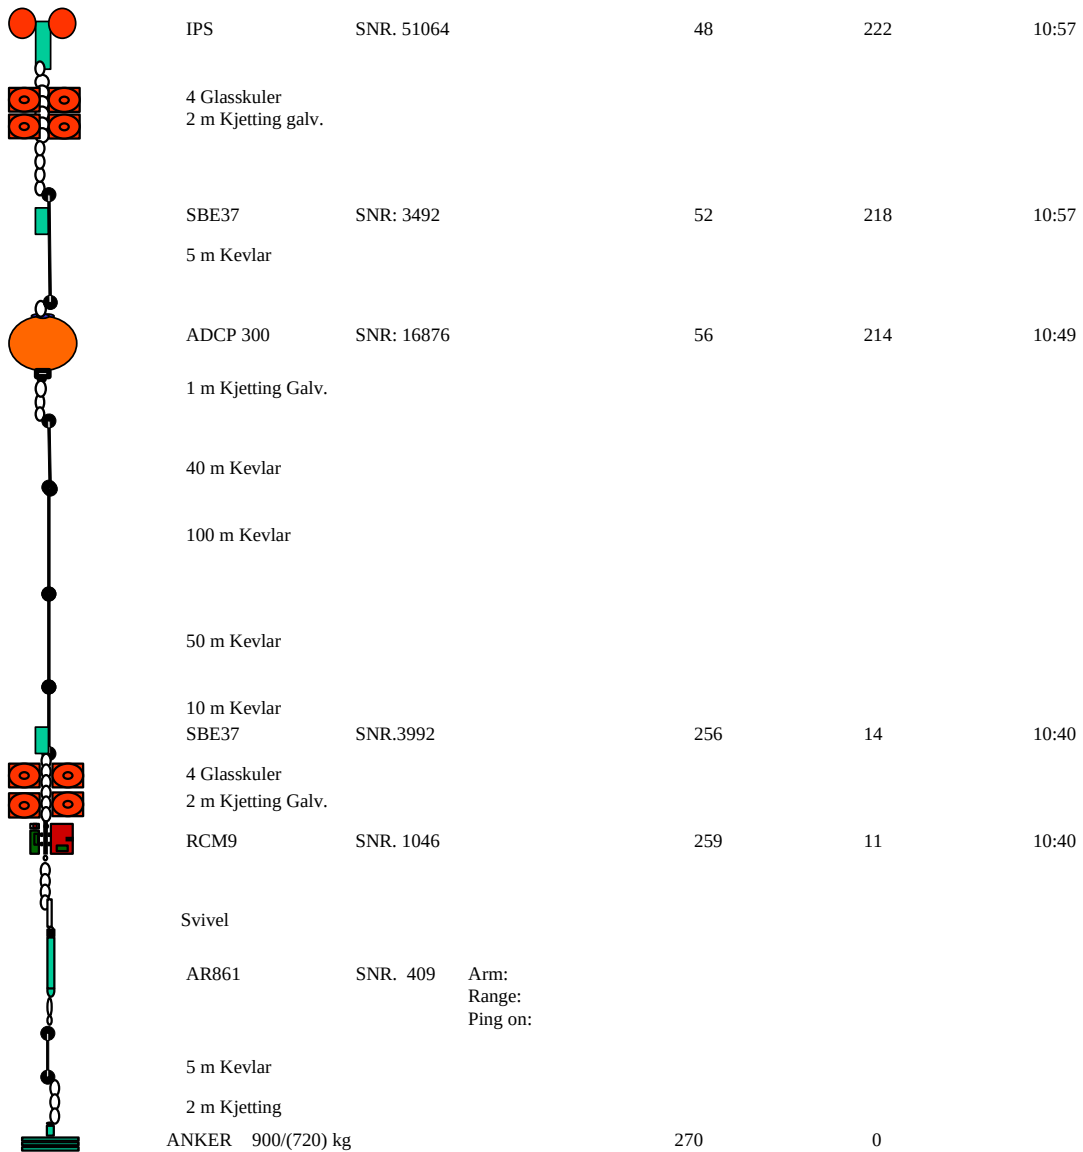 IPS SNR. 51064 48 222 10:57
4 Glasskuler
2 m Kjetting galv.
SBE37 SNR: 3492 52 218 10:57
5 m Kevlar
ADCP 300 SNR: 16876 56 214 10:49
1 m Kjetting Galv.
40 m Kevlar
100 m Kevlar
50 m Kevlar
10 m Kevlar
SBE37 SNR.3992 256 14 10:40
4 Glasskuler
2 m Kjetting Galv.
RCM9 SNR. 1046 259 11 10:40
Svivel
AR861 SNR. 409 Arm:
Range:
Ping on:
5 m Kevlar
2 m Kjetting
ANKER 900/(720) kg 270 0